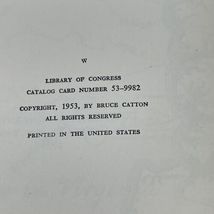 W
LIBRARY OF CONGRESS
CATALOG CARD NUMBER 53-9982
COPYRIGHT, 1953, BY BRUCE CATTON
ALL RIGHTS RESERVED
PRINTED IN THE UNITED STATES